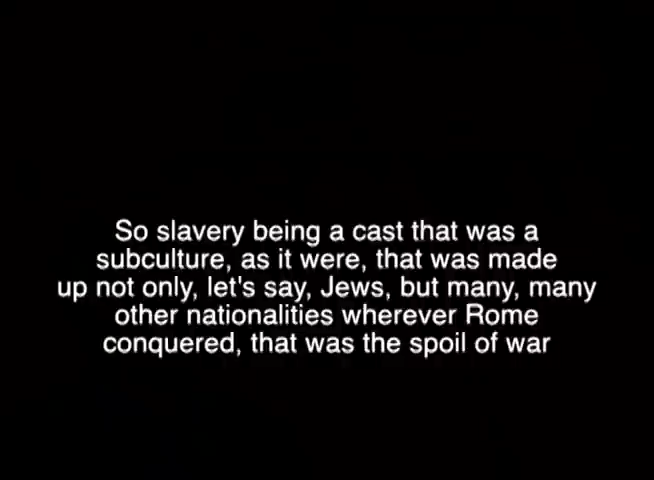 So slavery being a cast that was a
subculture, as it were, that was made
up not only, let's say, Jews, but many, many
other nationalities wherever Rome
conquered, that was the spoil of war